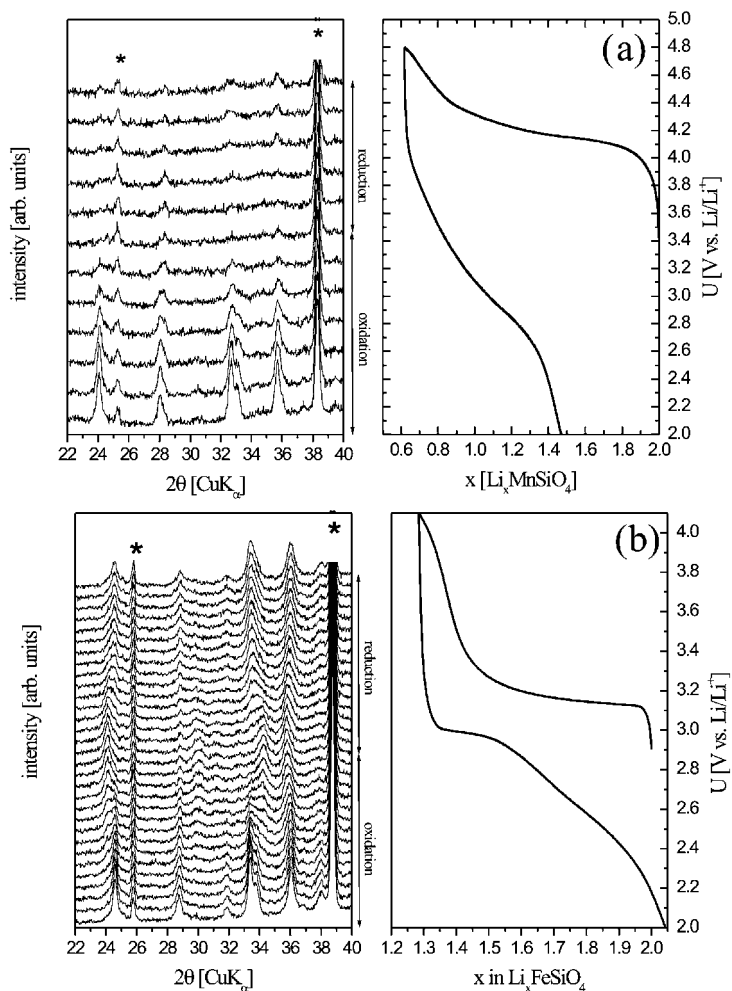 *
*
(a)
intensity [arb. units]
reduction
oxidation
22 24 26 28 30 32 34 36 38 40
2θ [CuKα]
5.0
4.8
4.6
4.4
4.2
4.0
3.8
3.6
3.4
3.2
3.0
2.8
2.6
2.4
2.2
2.0
U [V vs. Li/Li+]
0.6 0.8 1.0 1.2 1.4 1.6 1.8 2.0
x [LixMnSiO4]
*
*
(b)
intensity [arb. units]
reduction
oxidation
22 24 26 28 30 32 34 36 38 40
2θ [CuKα]
4.0
3.8
3.6
3.4
3.2
3.0
2.8
2.6
2.4
2.2
2.0
U [V vs. Li/Li+]
1.2 1.3 1.4 1.5 1.6 1.7 1.8 1.9 2.0
x in LixFeSiO4